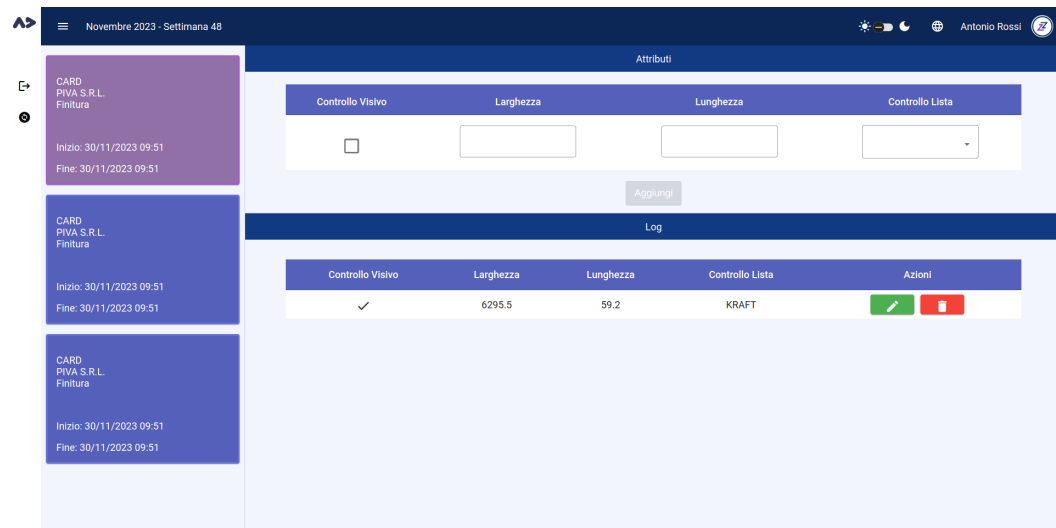 Novembre 2023 - Settimana 48
Antonio Rossi
CARD
PIVA S.R.L.
Finitura
Inizio: 30/11/2023 09:51
Fine: 30/11/2023 09:51
CARD
PIVA S.R.L.
Finitura
Inizio: 30/11/2023 09:51
Fine: 30/11/2023 09:51
CARD
PIVA S.R.L.
Finitura
Inizio: 30/11/2023 09:51
Fine: 30/11/2023 09:51
Attributi
Controllo Visivo Larghezza Lunghezza Controllo Lista
Aggiungi
Log
Controllo Visivo Larghezza Lunghezza Controllo Lista Azioni
6295.5 59.2 KRAFT